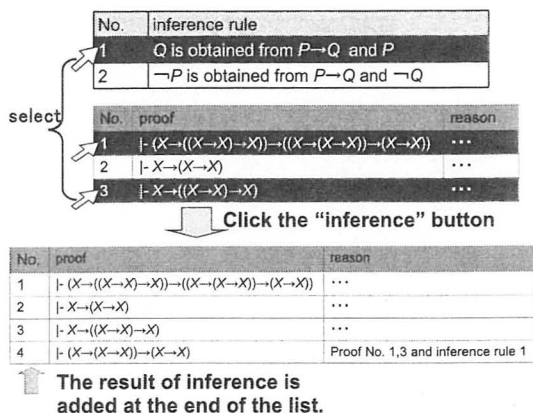 No. inference rule
1 Q is obtained from P→Q and P
2 ¬P is obtained from P→Q and ¬Q
select
No. proof reason
1 |- (X→((X→X)→X))→((X→(X→X))→(X→X)) ⋯
2 |- X→(X→X) ⋯
3 |- X→((X→X)→X) ⋯
Click the “inference” button
No. proof reason
1 |- (X→((X→X)→X))→((X→(X→X))→(X→X)) ⋯
2 |- X→(X→X) ⋯
3 |- X→((X→X)→X) ⋯
4 |- (X→(X→X))→(X→X) Proof No. 1,3 and inference rule 1
The result of inference is
added at the end of the list.